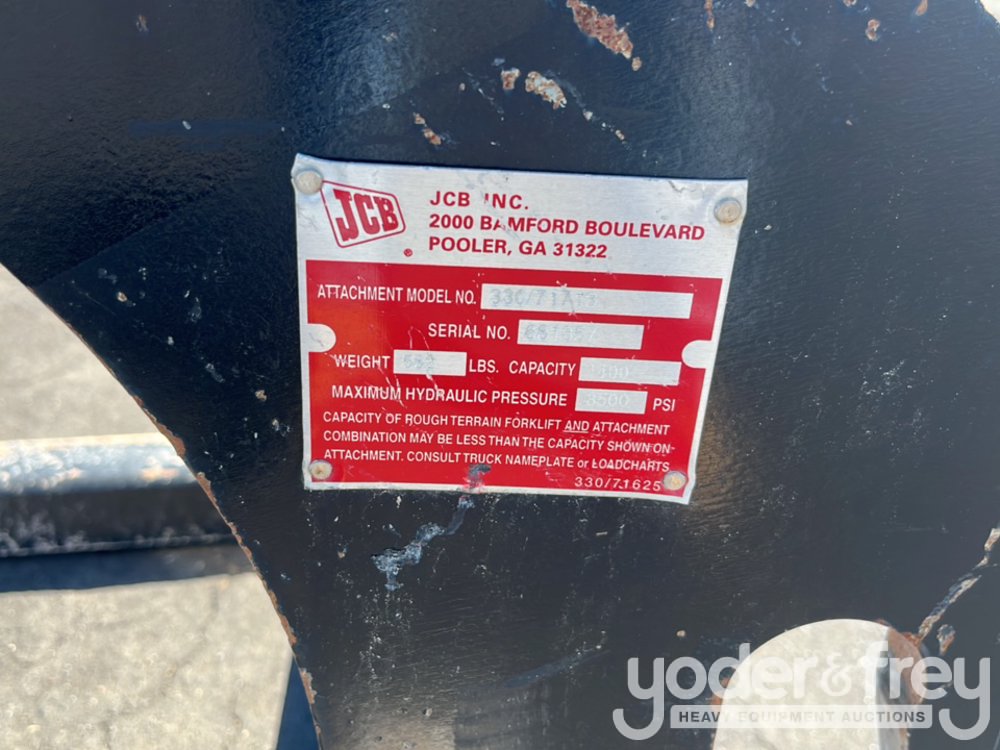 JCB
JCB INC.
2000 BAMFORD BOULEVARD
POOLER, GA 31322
ATTACHMENT MODEL NO.
SERIAL NO.
WEIGHT LBS. CAPACITY
MAXIMUM HYDRAULIC PRESSURE 3500 PSI
CAPACITY OF ROUGH TERRAIN FORKLIFT AND ATTACHMENT
COMBINATION MAY BE LESS THAN THE CAPACITY SHOWN ON
ATTACHMENT. CONSULT TRUCK NAMEPLATE or LOADCHARTS
330/71625
yoder&frey
HEAVY EQUIPMENT AUCTIONS